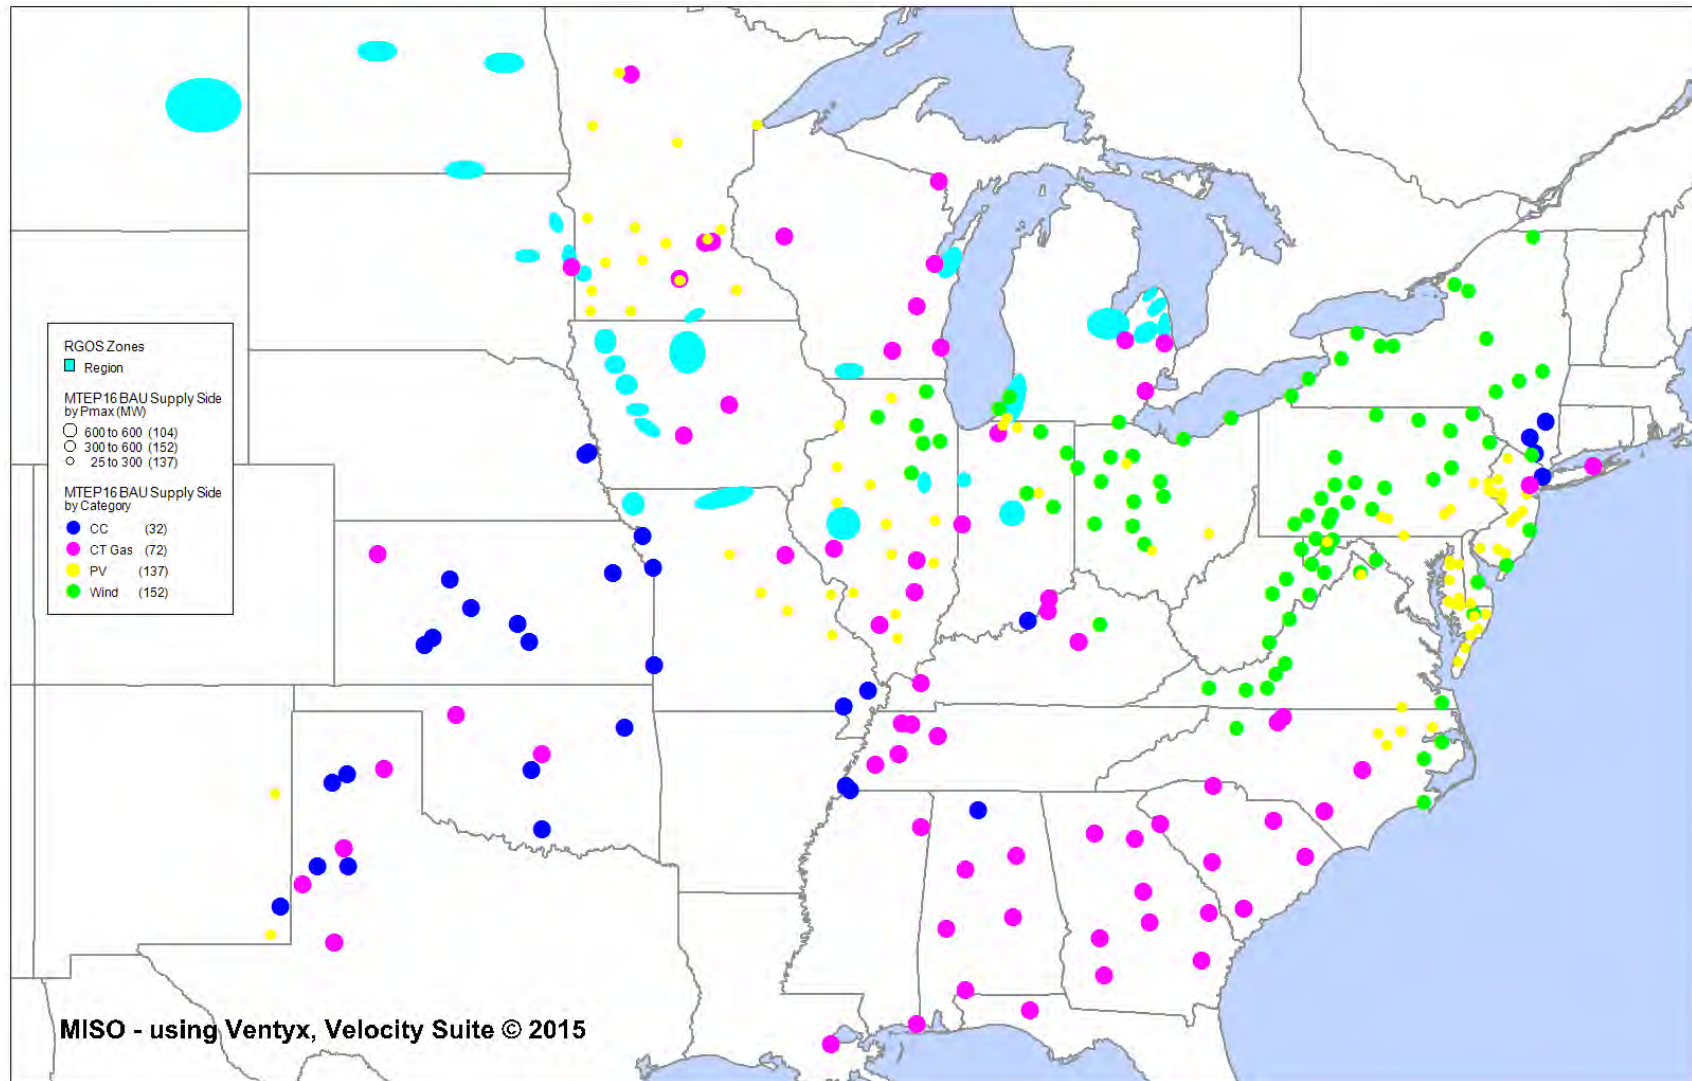 RGOS Zones
Region
MTEP16 BAU Supply Side
by Pmax (MW)
600 to 600 (104)
300 to 600 (152)
25 to 300 (137)
MTEP16 BAU Supply Side
by Category
CC (32)
CT Gas (72)
PV (137)
Wind (152)
MISO - using Ventyx, Velocity Suite © 2015